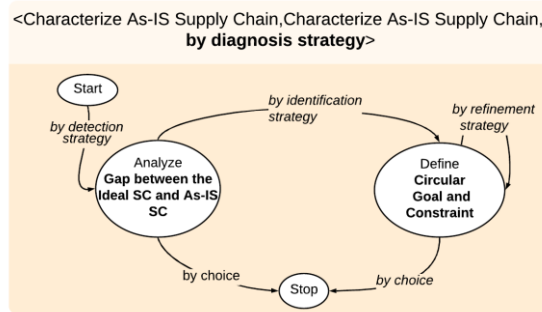 <Characterize As-IS Supply Chain,Characterize As-IS Supply Chain,
by diagnosis strategy>
Start
by detection
strategy
by identification
strategy
by refinement
strategy
Analyze
Gap between the
Ideal SC and As-IS
SC
Define
Circular
Goal and
Constraint
by choice
Stop
by choice